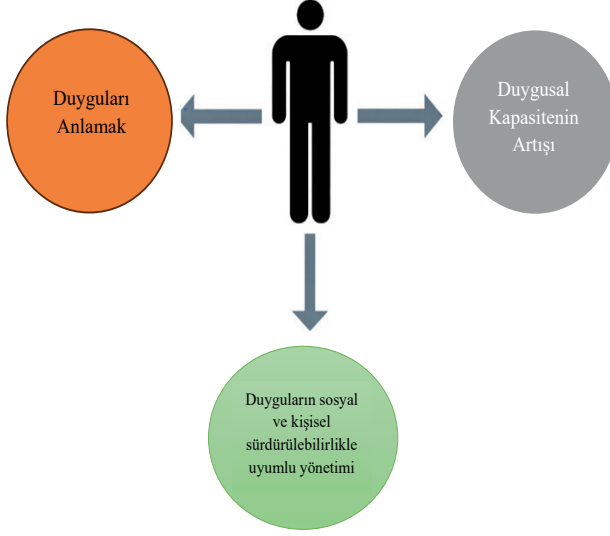 Duyguları
Anlamak
Duygusal
Kapasitenin
Artışı
Duyguların sosyal
ve kişisel
sürdürülebilirlikle
uyumlu yönetimi